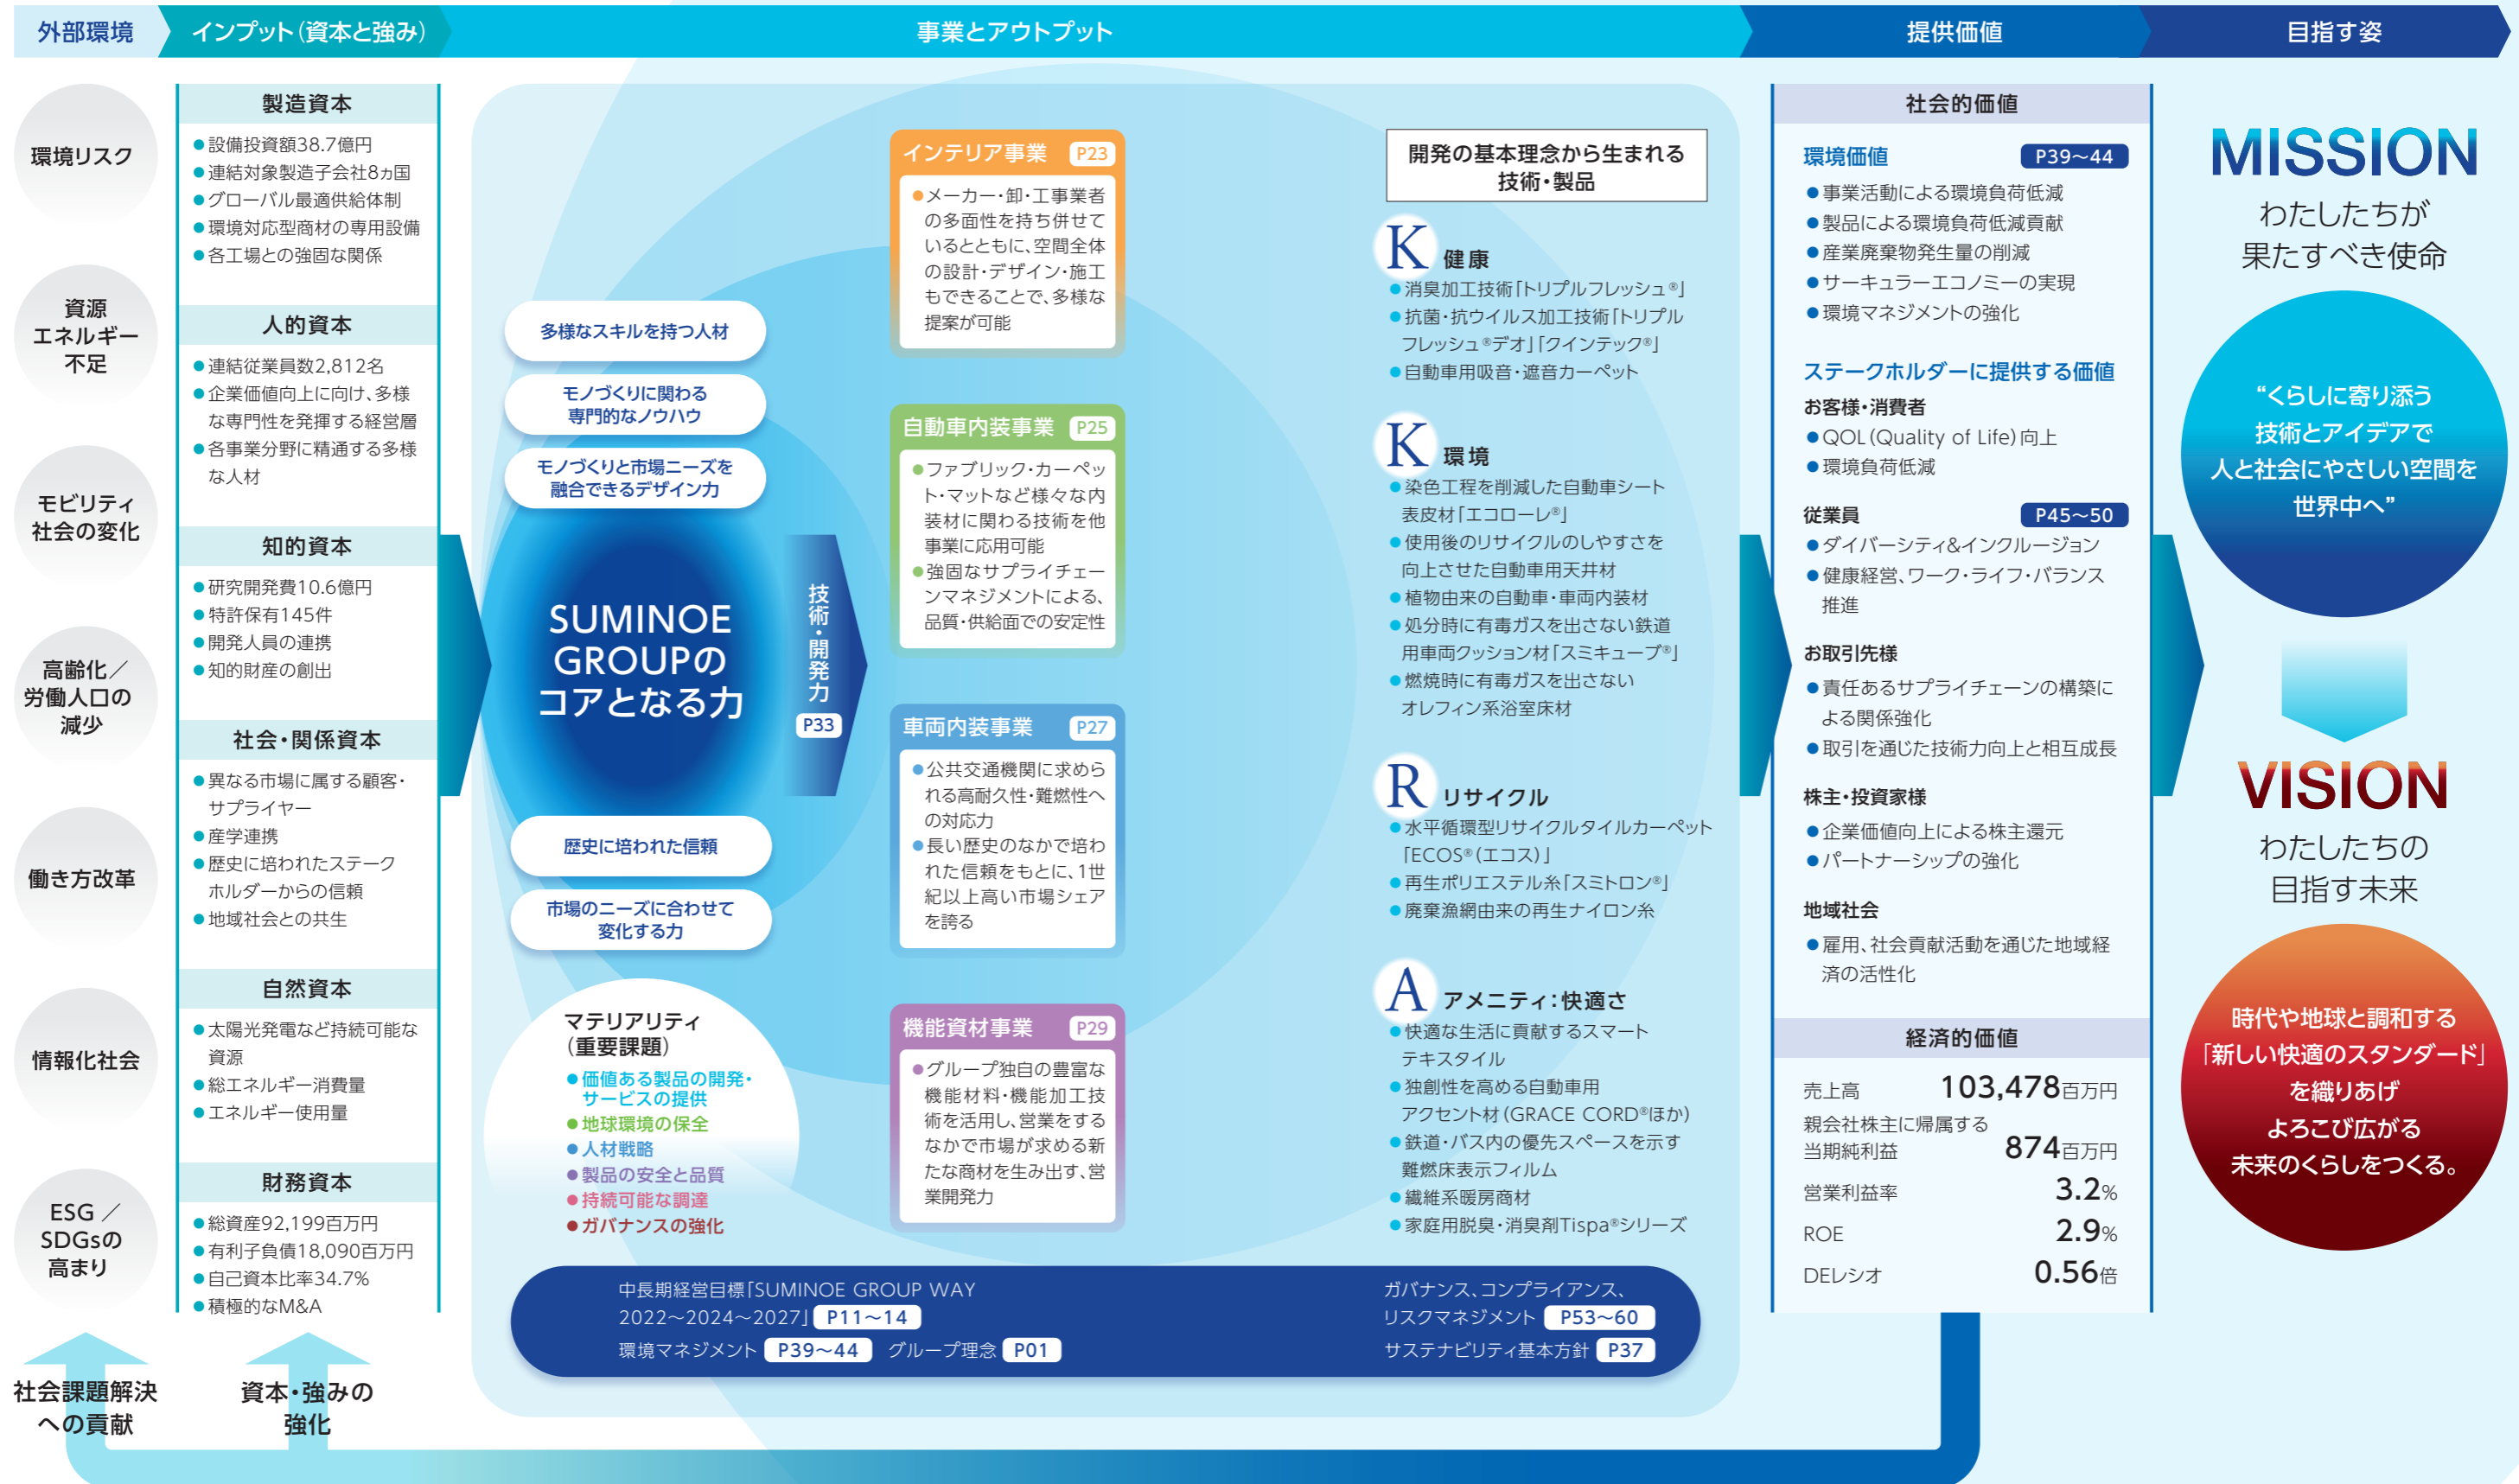 外部環境
インプット（資本と強み）
事業とアウトプット
提供価値
目指す姿
環境リスク
資源
エネルギー
不足
モビリティ
社会の変化
高齢化／
労働人口の
減少
働き方改革
情報化社会
ESG／
SDGsの
高まり
社会課題解決
への貢献
製造資本
●設備投資額38.7億円
●連結対象製造子会社8ヵ国
●グローバル最適供給体制
●環境対応型商材の専用設備
●各工場との強固な関係
人的資本
●連結従業員数2,812名
●企業価値向上に向け、多様
な専門性を発揮する経営層
●各事業分野に精通する多様
な人材
知的資本
●研究開発費10.6億円
●特許保有145件
●開発人員の連携
●知的財産の創出
社会・関係資本
●異なる市場に属する顧客・
サプライヤー
●産学連携
●歴史に培われたステーク
ホルダーからの信頼
●地域社会との共生
自然資本
●太陽光発電など持続可能な
資源
●総エネルギー消費量
●エネルギー使用量
財務資本
●総資産92,199百万円
●有利子負債18,090百万円
●自己資本比率34.7%
●積極的なM&A
資本・強みの
強化
多様なスキルを持つ人材
モノづくりに関わる
専門的なノウハウ
モノづくりと市場ニーズを
融合できるデザイン力
SUMINOE
GROUPの
コアとなる力
歴史に培われた信頼
市場のニーズに合わせて
変化する力
技術・開発力
P33
マテリアリティ
（重要課題）
●価値ある製品の開発・
サービスの提供
●地球環境の保全
●人材戦略
●製品の安全と品質
●持続可能な調達
●ガバナンスの強化
インテリア事業 P23
●メーカー・卸・工事業者
の多面性を持ち併せて
いるとともに、空間全体
の設計・デザイン・施工
もできることで、多様な
提案が可能
自動車内装事業 P25
●ファブリック・カーペッ
ト・マットなど様々な内
装材に関わる技術を他
事業に応用可能
●強固なサプライチェー
ンマネジメントによる、
品質・供給面での安定性
車両内装事業 P27
●公共交通機関に求めら
れる高耐久性・難燃性へ
の対応力
●長い歴史のなかで培わ
れた信頼をもとに、1世
紀以上高い市場シェア
を誇る
機能資材事業 P29
●グループ独自の豊富な
機能材料・機能加工技
術を活用し、営業をする
なかで市場が求める新
たな商材を生み出す、営
業開発力
開発の基本理念から生まれる
技術・製品
K 健康
●消臭加工技術「トリプルフレッシュ®」
●抗菌・抗ウイルス加工技術「トリプル
フレッシュ®デオ」「クインテック®」
●自動車用吸音・遮音カーペット
K 環境
●染色工程を削減した自動車シート
表皮材「エコローレ®」
●使用後のリサイクルのしやすさを
向上させた自動車用天井材
●植物由来の自動車・車両内装材
●処分時に有毒ガスを出さない鉄道
用車両クッション材「スミキューブ®」
●燃焼時に有毒ガスを出さない
オレフィン系浴室床材
R リサイクル
●水平循環型リサイクルタイルカーペット
「ECOS®（エコス）」
●再生ポリエステル糸「スミトロン®」
●廃棄漁網由来の再生ナイロン糸
A アメニティ：快適さ
●快適な生活に貢献するスマート
テキスタイル
●独創性を高める自動車用
アクセント材（GRACE CORD®ほか）
●鉄道・バス内の優先スペースを示す
難燃床表示フィルム
●繊維系暖房商材
●家庭用脱臭・消臭剤Tispa®シリーズ
中長期経営目標「SUMINOE GROUP WAY
2022～2024～2027」 P11～14
環境マネジメント P39～44 グループ理念 P01
ガバナンス、コンプライアンス、
リスクマネジメント P53～60
サステナビリティ基本方針 P37
社会的価値
環境価値 P39～44
●事業活動による環境負荷低減
●製品による環境負荷低減貢献
●産業廃棄物発生量の削減
●サーキュラーエコノミーの実現
●環境マネジメントの強化
ステークホルダーに提供する価値
お客様・消費者
●QOL（Quality of Life）向上
●環境負荷低減
従業員 P45～50
●ダイバーシティ&インクルージョン
●健康経営、ワーク・ライフ・バランス
推進
お取引先様
●責任あるサプライチェーンの構築に
よる関係強化
●取引を通じた技術力向上と相互成長
株主・投資家様
●企業価値向上による株主還元
●パートナーシップの強化
地域社会
●雇用、社会貢献活動を通じた地域経
済の活性化
経済的価値
売上高 103,478百万円
親会社株主に帰属する
当期純利益 874百万円
営業利益率 3.2%
ROE 2.9%
DEレシオ 0.56倍
MISSION
わたしたちが
果たすべき使命
“くらしに寄り添う
技術とアイデアで
人と社会にやさしい空間を
世界中へ”
VISION
わたしたちの
目指す未来
時代や地球と調和する
「新しい快適のスタンダード」
を織りあげ
よろこび広がる
未来のくらしをつくる。